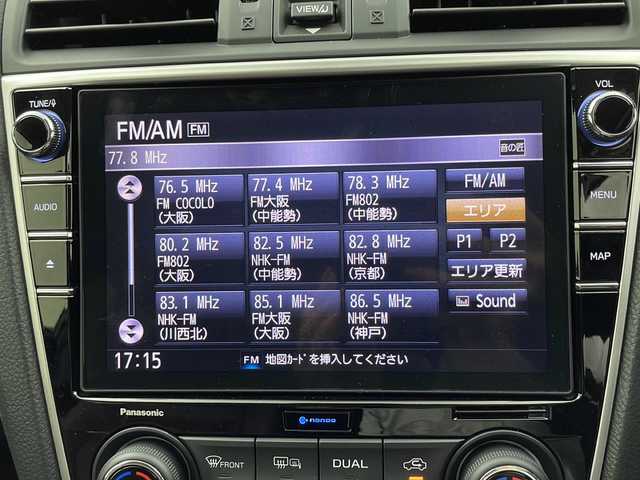 VIEW
TUNE
VOL
FM/AM FM
77.8 MHz
音の匠
76.5 MHz
FM COCOLO
(大阪)
77.4 MHz
FM大阪
(中能勢)
78.3 MHz
FM802
(中能勢)
FM/AM
エリア
AUDIO
MENU
80.2 MHz
FM802
(大阪)
82.5 MHz
NHK-FM
(中能勢)
82.8 MHz
NHK-FM
(京都)
P1
P2
エリア更新
MAP
83.1 MHz
NHK-FM
(川西北)
85.1 MHz
FM大阪
(大阪)
86.5 MHz
NHK-FM
(神戸)
Sound
17:15
FM 地図ｶｰﾄﾞを挿入してください
Panasonic
FRONT
DUAL